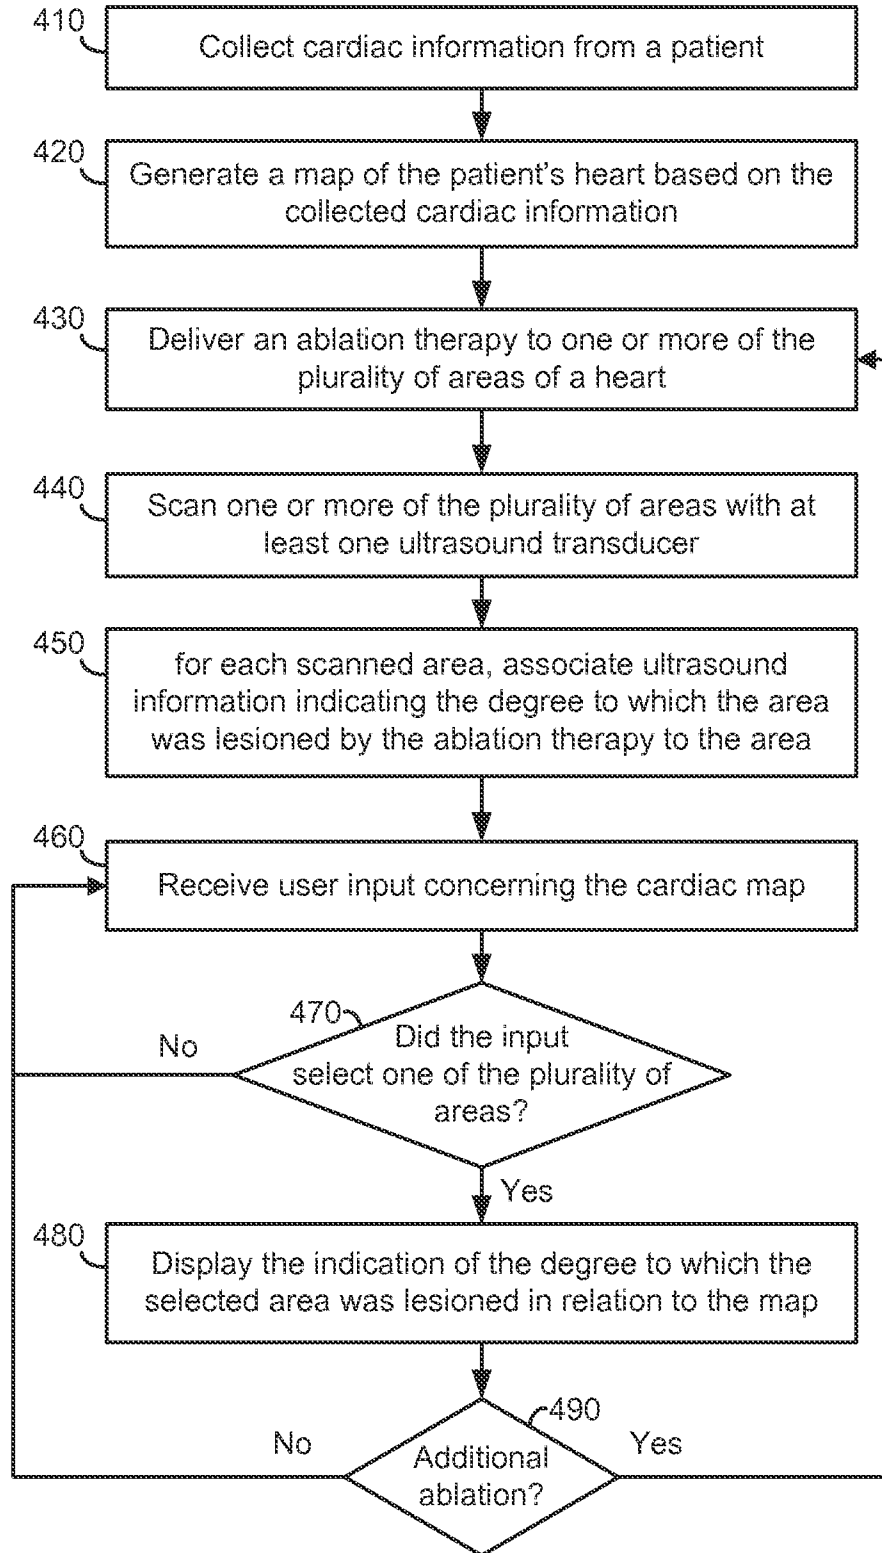 410
Collect cardiac information from a patient
420
Generate a map of the patient's heart based on the
collected cardiac information
430
Deliver an ablation therapy to one or more of the
plurality of areas of a heart
440
Scan one or more of the plurality of areas with at
least one ultrasound transducer
450
for each scanned area, associate ultrasound
information indicating the degree to which the area
was lesioned by the ablation therapy to the area
460
Receive user input concerning the cardiac map
470
No
Did the input
select one of the plurality of
areas?
Yes
480
Display the indication of the degree to which the
selected area was lesioned in relation to the map
490
No
Yes
Additional
ablation?